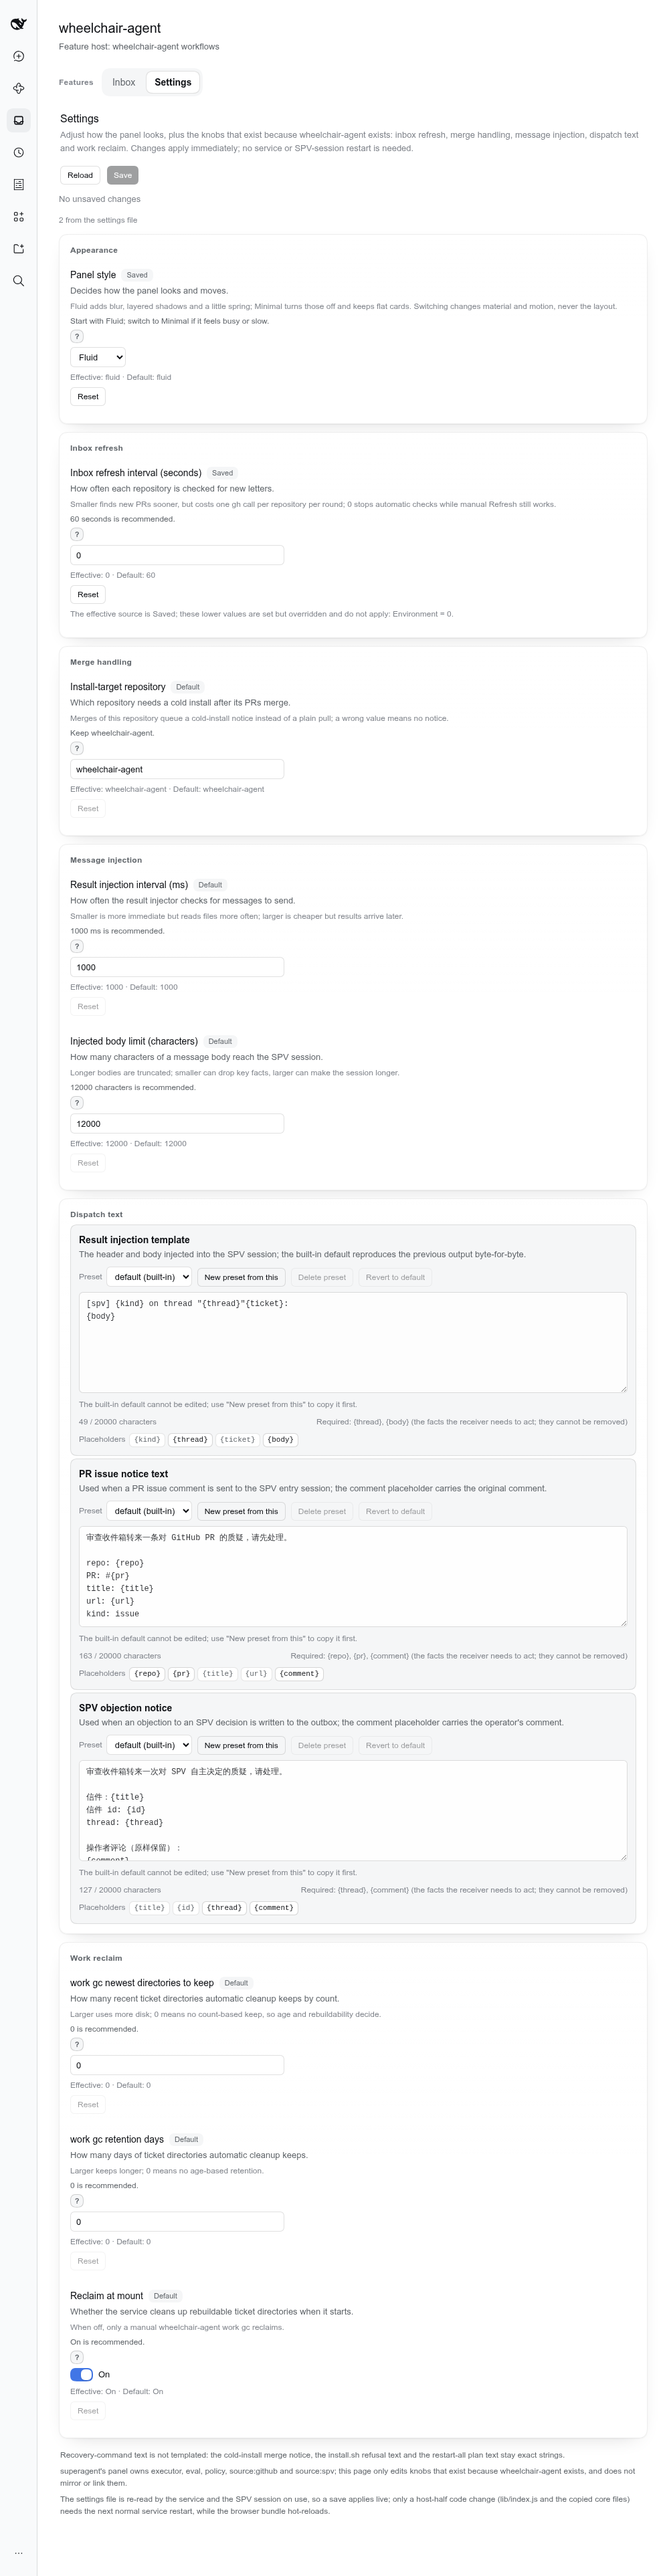 wheelchair-agent
Feature host: wheelchair-agent workflows
Features Inbox Settings
Settings
Adjust how the panel looks, plus the knobs that exist because wheelchair-agent exists: inbox refresh, merge handling, message injection, dispatch text
and work reclaim. Changes apply immediately; no service or SPV-session restart is needed.
Reload Save
No unsaved changes
2 from the settings file
Appearance
Panel style Saved
Decides how the panel looks and moves.
Fluid adds blur, layered shadows and a little spring; Minimal turns those off and keeps flat cards. Switching changes material and motion, never the layout.
Start with Fluid; switch to Minimal if it feels busy or slow.
?
Fluid
Effective: fluid · Default: fluid
Reset
Inbox refresh
Inbox refresh interval (seconds) Saved
How often each repository is checked for new letters.
Smaller finds new PRs sooner, but costs one gh call per repository per round; 0 stops automatic checks while manual Refresh still works.
60 seconds is recommended.
?
0
Effective: 0 · Default: 60
Reset
The effective source is Saved; these lower values are set but overridden and do not apply: Environment = 0.
Merge handling
Install-target repository Default
Which repository needs a cold install after its PRs merge.
Merges of this repository queue a cold-install notice instead of a plain pull; a wrong value means no notice.
Keep wheelchair-agent.
?
wheelchair-agent
Effective: wheelchair-agent · Default: wheelchair-agent
Reset
Message injection
Result injection interval (ms) Default
How often the result injector checks for messages to send.
Smaller is more immediate but reads files more often; larger is cheaper but results arrive later.
1000 ms is recommended.
?
1000
Effective: 1000 · Default: 1000
Reset
Injected body limit (characters) Default
How many characters of a message body reach the SPV session.
Longer bodies are truncated; smaller can drop key facts, larger can make the session longer.
12000 characters is recommended.
?
12000
Effective: 12000 · Default: 12000
Reset
Dispatch text
Result injection template
The header and body injected into the SPV session; the built-in default reproduces the previous output byte-for-byte.
Preset default (built-in) New preset from this Delete preset Revert to default
[spv] {kind} on thread "{thread}"{ticket}:
{body}
The built-in default cannot be edited; use "New preset from this" to copy it first.
49 / 20000 characters Required: {thread}, {body} (the facts the receiver needs to act; they cannot be removed)
Placeholders {kind} {thread} {ticket} {body}
PR issue notice text
Used when a PR issue comment is sent to the SPV entry session; the comment placeholder carries the original comment.
Preset default (built-in) New preset from this Delete preset Revert to default
审查收件箱转来一条对 GitHub PR 的质疑，请先处理。
repo: {repo}
PR: #{pr}
title: {title}
url: {url}
kind: issue
The built-in default cannot be edited; use "New preset from this" to copy it first.
163 / 20000 characters Required: {repo}, {pr}, {comment} (the facts the receiver needs to act; they cannot be removed)
Placeholders {repo} {pr} {title} {url} {comment}
SPV objection notice
Used when an objection to an SPV decision is written to the outbox; the comment placeholder carries the operator's comment.
Preset default (built-in) New preset from this Delete preset Revert to default
审查收件箱转来一次对 SPV 自主决定的质疑，请处理。
信件：{title}
信件 id: {id}
thread: {thread}
操作者评论（原样保留）：
{comment}
The built-in default cannot be edited; use "New preset from this" to copy it first.
127 / 20000 characters Required: {thread}, {comment} (the facts the receiver needs to act; they cannot be removed)
Placeholders {title} {id} {thread} {comment}
Work reclaim
work gc newest directories to keep Default
How many recent ticket directories automatic cleanup keeps by count.
Larger uses more disk; 0 means no count-based keep, so age and rebuildability decide.
0 is recommended.
?
0
Effective: 0 · Default: 0
Reset
work gc retention days Default
How many days of ticket directories automatic cleanup keeps.
Larger keeps longer; 0 means no age-based retention.
0 is recommended.
?
0
Effective: 0 · Default: 0
Reset
Reclaim at mount Default
Whether the service cleans up rebuildable ticket directories when it starts.
When off, only a manual wheelchair-agent work gc reclaims.
On is recommended.
?
On
Effective: On · Default: On
Reset
Recovery-command text is not templated: the cold-install merge notice, the install.sh refusal text and the restart-all plan text stay exact strings.
superagent's panel owns executor, eval, policy, source:github and source:spv; this page only edits knobs that exist because wheelchair-agent exists, and does not
mirror or link them.
The settings file is re-read by the service and the SPV session on use, so a save applies live; only a host-half code change (lib/index.js and the copied core files)
needs the next normal service restart, while the browser bundle hot-reloads.